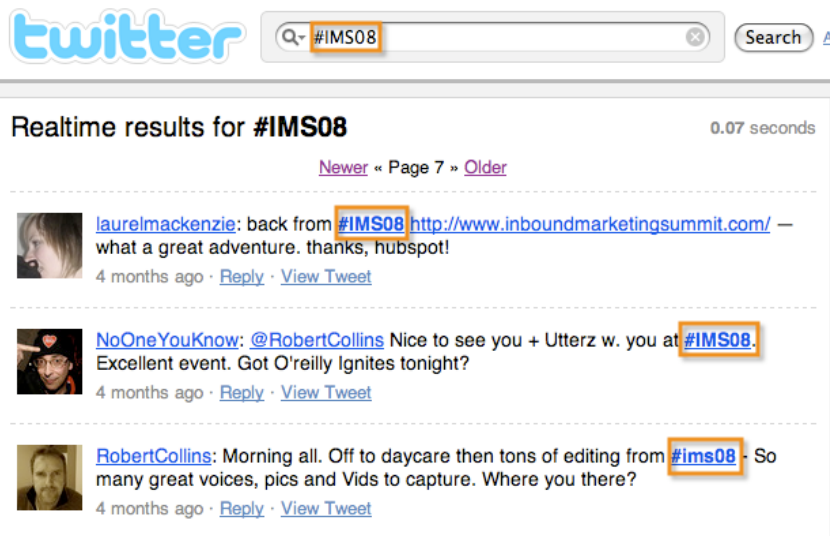 twitter
#IMS08
Search
Realtime results for #IMS08
0.07 seconds
Newer « Page 7 » Older
laurelmackenzie: back from #IMS08 http://www.inboundmarketingsummit.com/ —
what a great adventure. thanks, hubspot!
4 months ago · Reply · View Tweet
NoOneYouKnow: @RobertCollins Nice to see you + Utterz w. you at #IMS08.
Excellent event. Got O'reilly Ignites tonight?
4 months ago · Reply · View Tweet
RobertCollins: Morning all. Off to daycare then tons of editing from #ims08 - So
many great voices, pics and Vids to capture. Where you there?
4 months ago · Reply · View Tweet